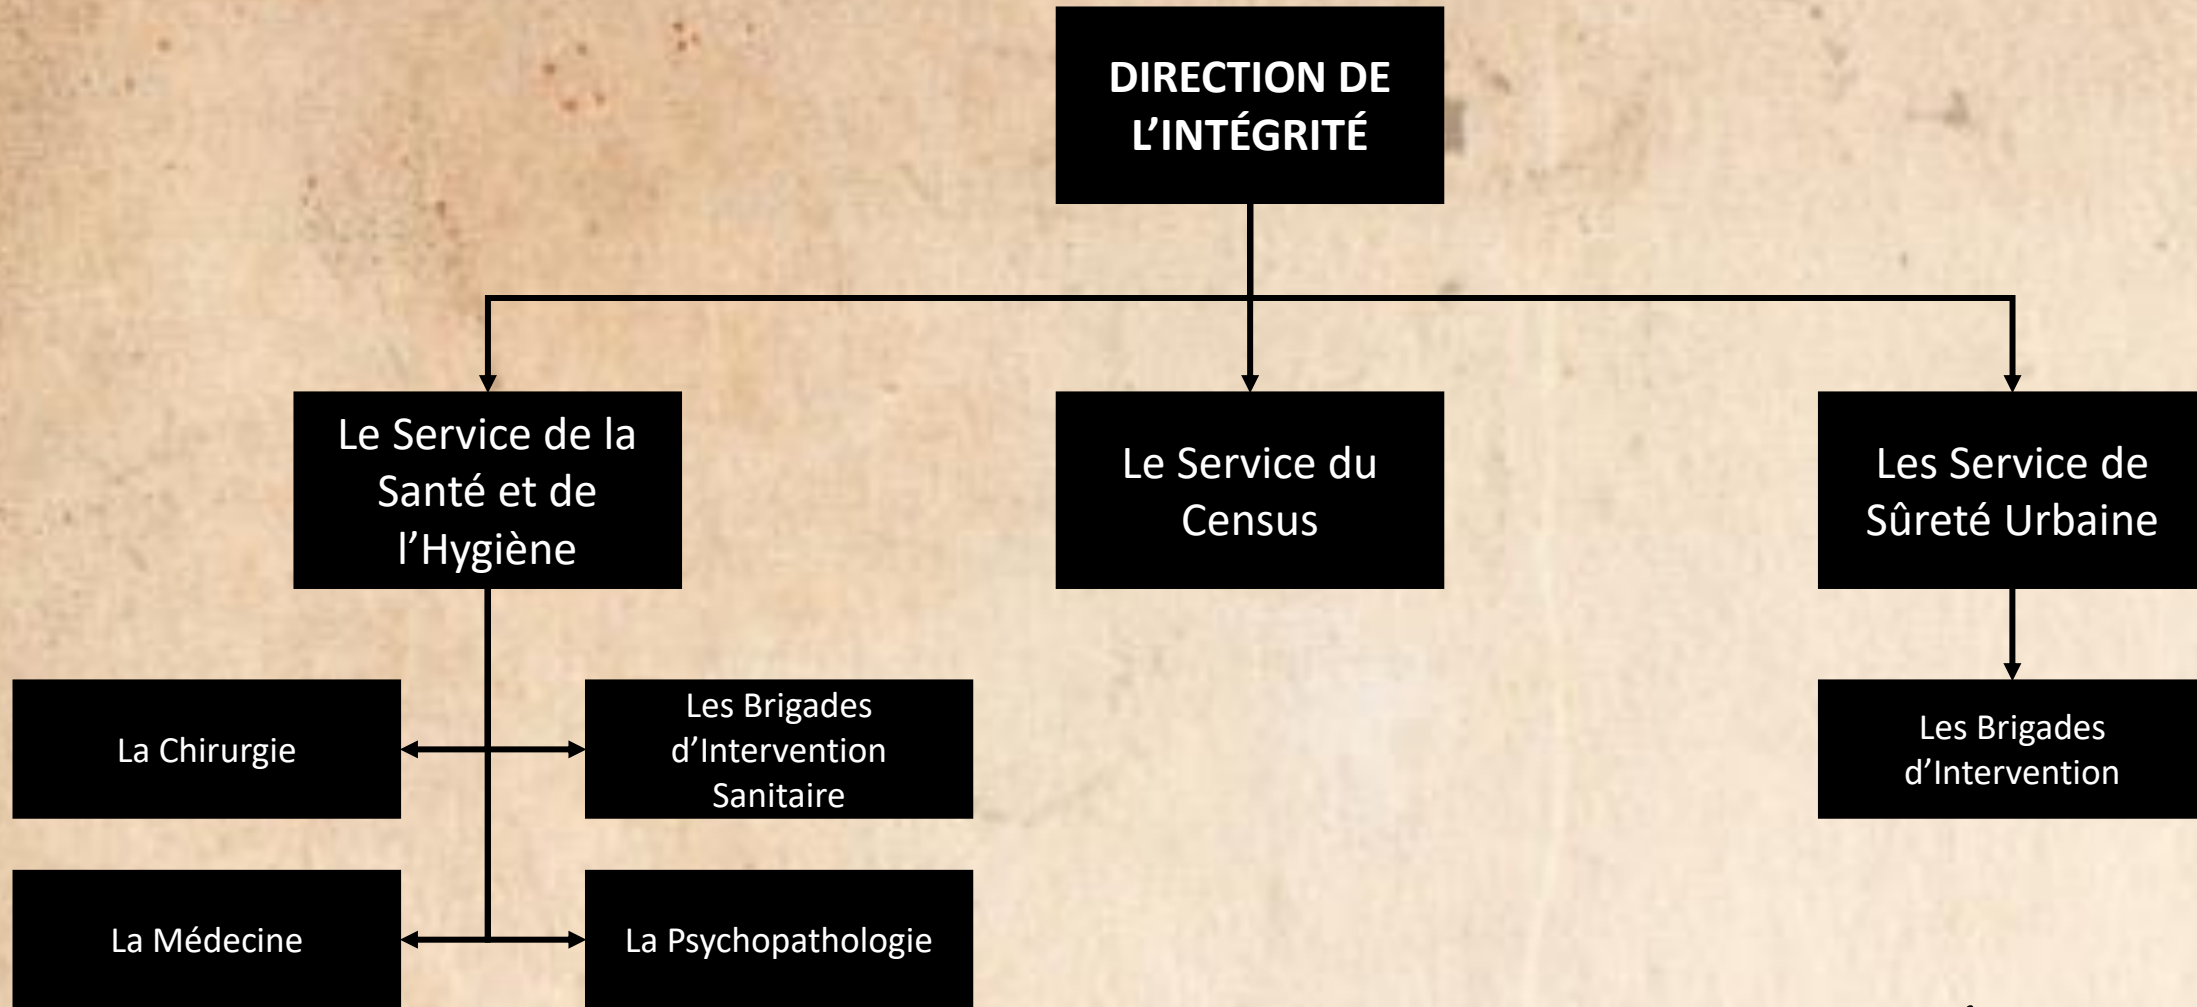 DIRECTION DE
L'INTÉGRITÉ
Le Service de la
Santé et de
l'Hygiène
Le Service du
Census
Les Service de
Sûreté Urbaine
La Chirurgie
Les Brigades
d'Intervention
Sanitaire
Les Brigades
d'Intervention
La Médecine
La Psychopathologie